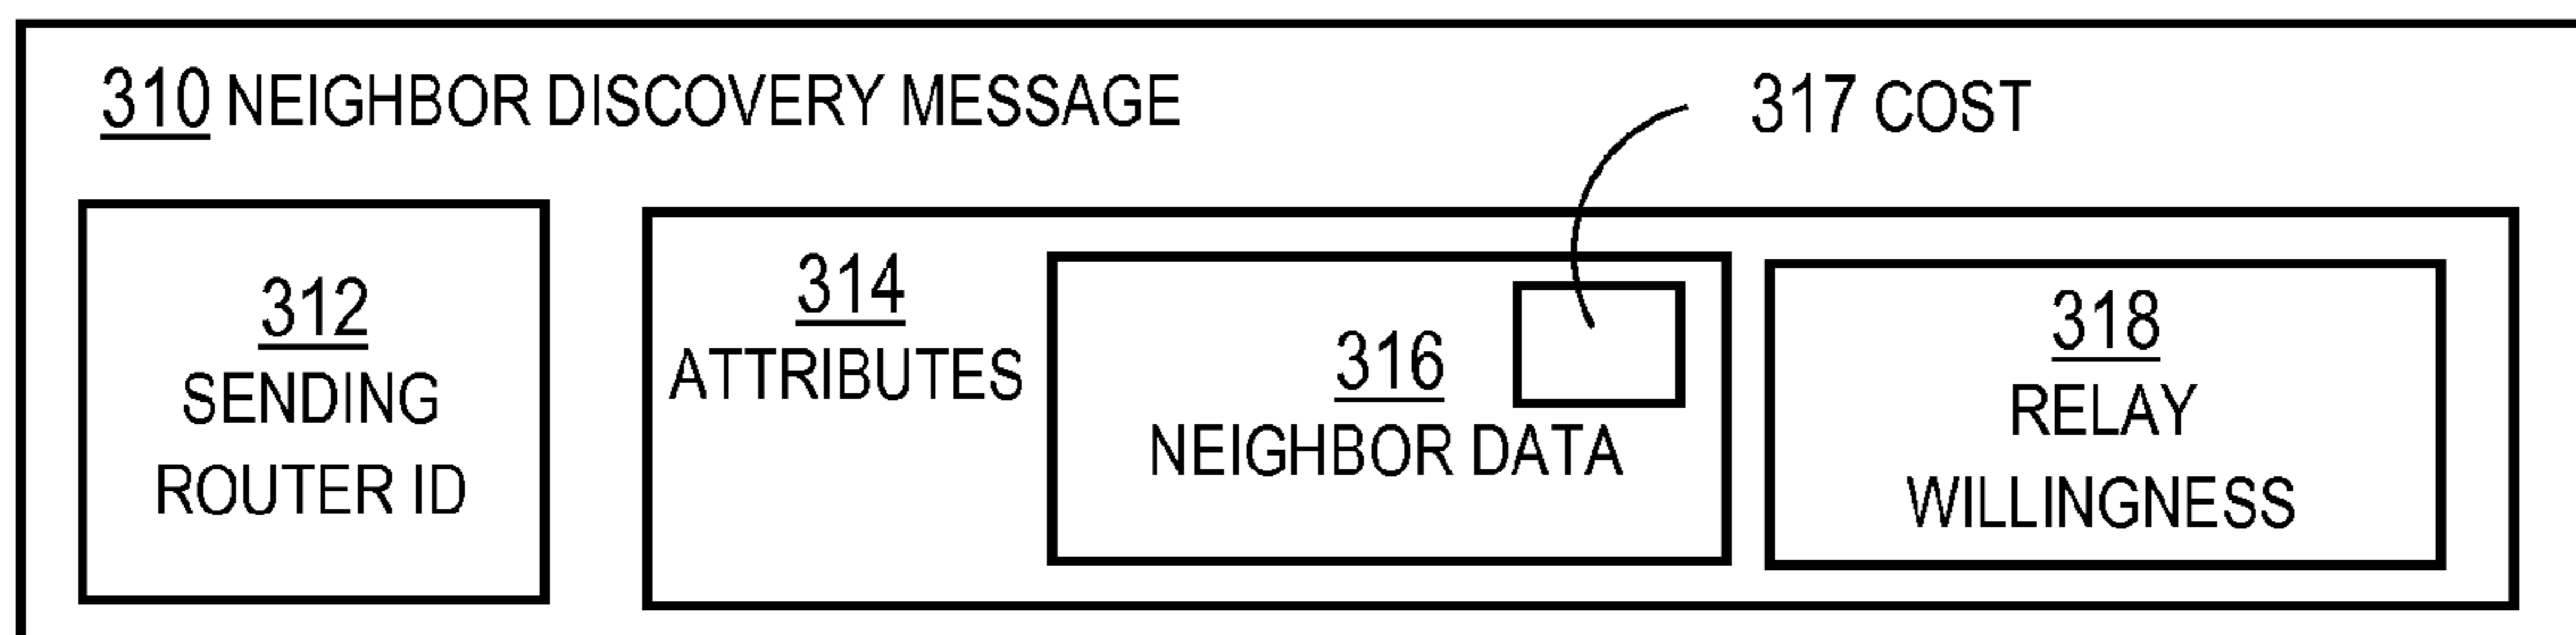 310 NEIGHBOR DISCOVERY MESSAGE
317 COST
312
SENDING
ROUTER ID
314
ATTRIBUTES
316
NEIGHBOR DATA
318
RELAY
WILLINGNESS